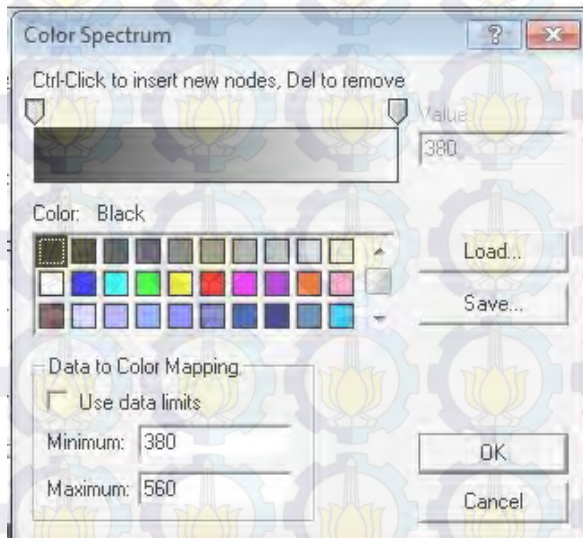 Color Spectrum
Ctrl-Click to insert new nodes, Del to remove
Value:
380
Color: Black
Load...
Save...
Data to Color Mapping
Use data limits
Minimum: 380
Maximum: 560
OK
Cancel